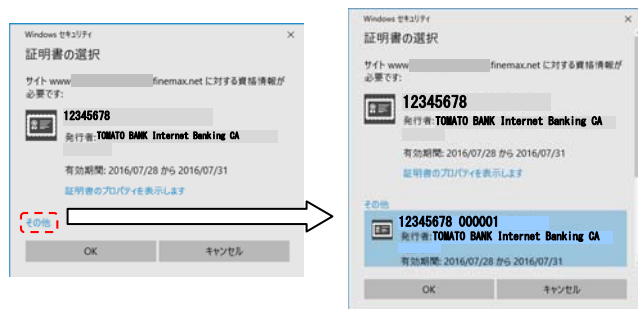 Windows セキュリティ
証明書の選択
サイト www finemax.net に対する資格情報が
必要です:
12345678
発行者:TOMATO BANK Internet Banking CA
有効期間: 2016/07/28 から 2016/07/31
証明書のプロパティを表示します
その他
OK キャンセル
Windows セキュリティ
証明書の選択
サイト www finemax.net に対する資格情報が
必要です:
12345678
発行者:TOMATO BANK Internet Banking CA
有効期間: 2016/07/28 から 2016/07/31
証明書のプロパティを表示します
その他
12345678 000001
発行者:TOMATO BANK Internet Banking CA
有効期間: 2016/07/28 から 2016/07/31
OK キャンセル